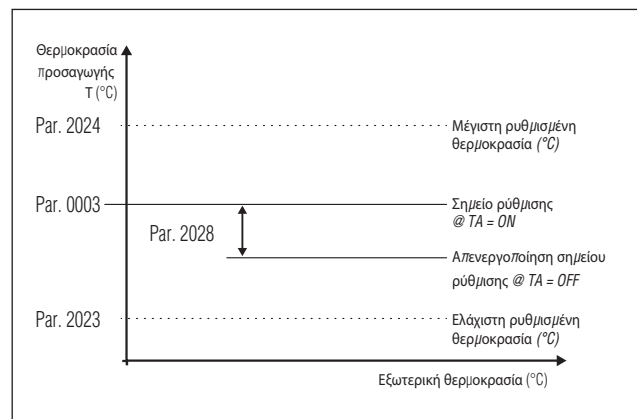 Θερμοκρασία
προσαγωγής
T (°C)
Par. 2024
Μέγιστη ρυθμισμένη
θερμοκρασία (°C)
Par. 0003
Σημείο ρύθμισης
@ TA = ON
Par. 2028
Απενεργοποίηση σημείου
ρύθμισης @ TA = OFF
Par. 2023
Ελάχιστη ρυθμισμένη
θερμοκρασία (°C)
Εξωτερική θερμοκρασία (°C)